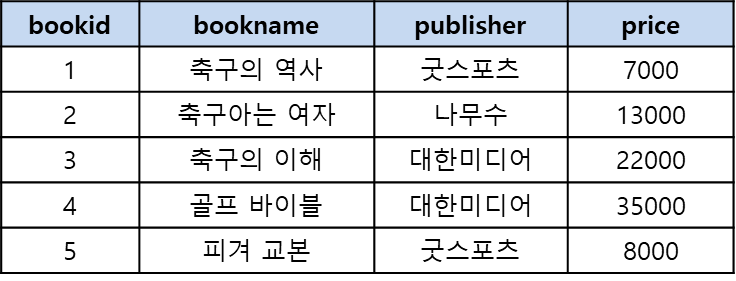 bookid bookname publisher price
1 축구의 역사 굿스포츠 7000
2 축구아는 여자 나무수 13000
3 축구의 이해 대한미디어 22000
4 골프 바이블 대한미디어 35000
5 피겨 교본 굿스포츠 8000